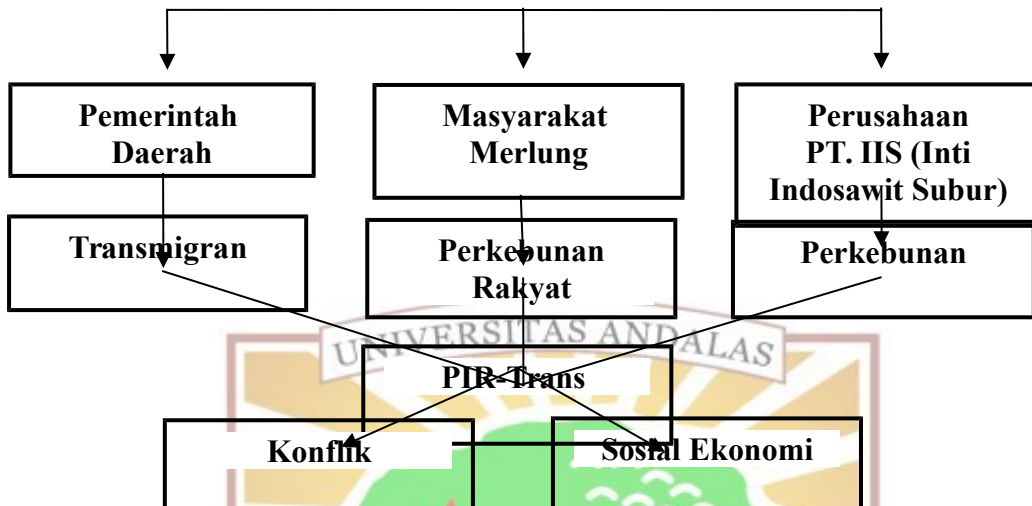 Pemerintah
Daerah
Masyarakat
Merlung
Perusahaan
PT. IIS (Inti
Indosawit Subur)
Transmigran
Perkebunan
Rakyat
Perkebunan
UNIVERSITAS ANDALAS
PIR-Trans
Konflik
Sosial Ekonomi